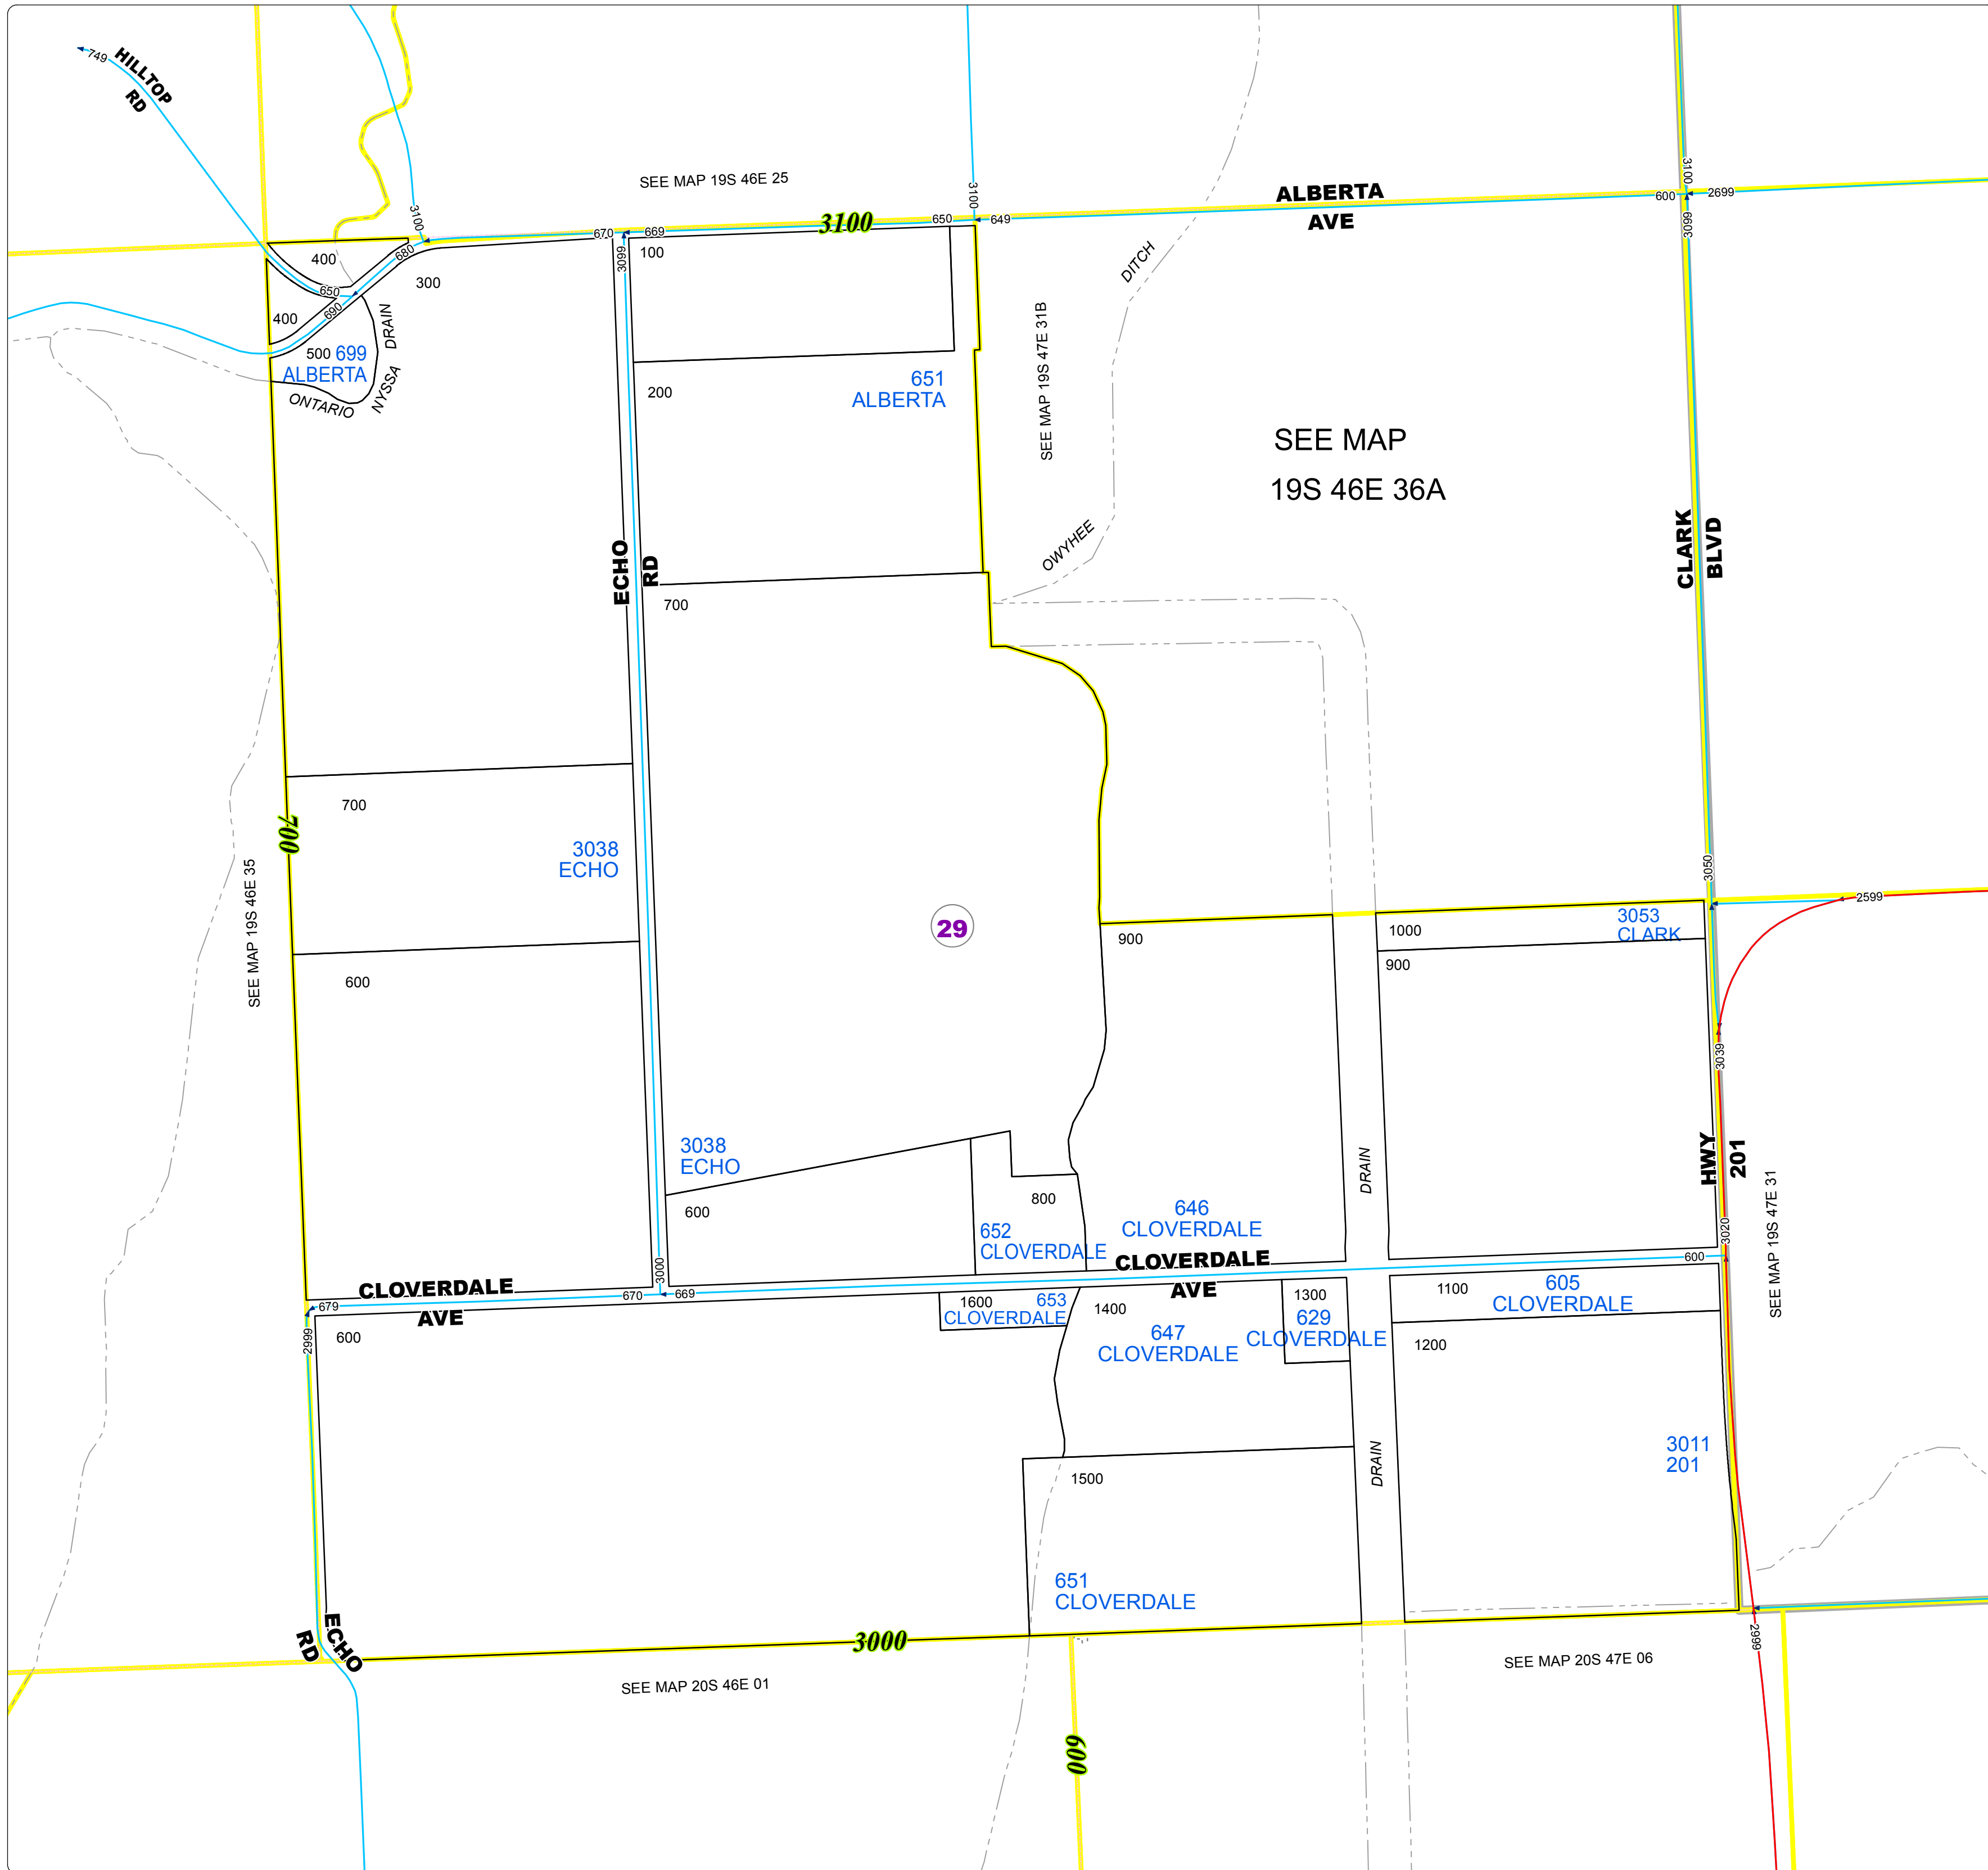 749
HILLTOP
RD
SEE MAP 19S 46E 25
3100
3100
3100
3099
ALBERTA
AVE
600
2699
3100
650
649
670
669
680
3099
400
300
100
650
690
400
DRAIN
NYSSA
ONTARIO
500
699
ALBERTA
200
651
ALBERTA
SEE MAP 19S 47E 31B
DITCH
OWYHEE
SEE MAP
19S 46E 36A
CLARK
BLVD
ECHO
RD
700
700
700
3038
ECHO
SEE MAP 19S 46E 35
29
3050
2599
3053
CLARK
1000
900
900
600
3039
HWY
201
3038
ECHO
600
800
652
CLOVERDALE
646
CLOVERDALE
DRAIN
3020
SEE MAP 19S 47E 31
CLOVERDALE
AVE
CLOVERDALE
AVE
600
3000
679
670
669
2999
600
1600
653
CLOVERDALE
1400
647
CLOVERDALE
1300
629
CLOVERDALE
1100
605
CLOVERDALE
1200
DRAIN
3011
201
1500
651
CLOVERDALE
ECHO
RD
3000
SEE MAP 20S 46E 01
SEE MAP 20S 47E 06
2999
600